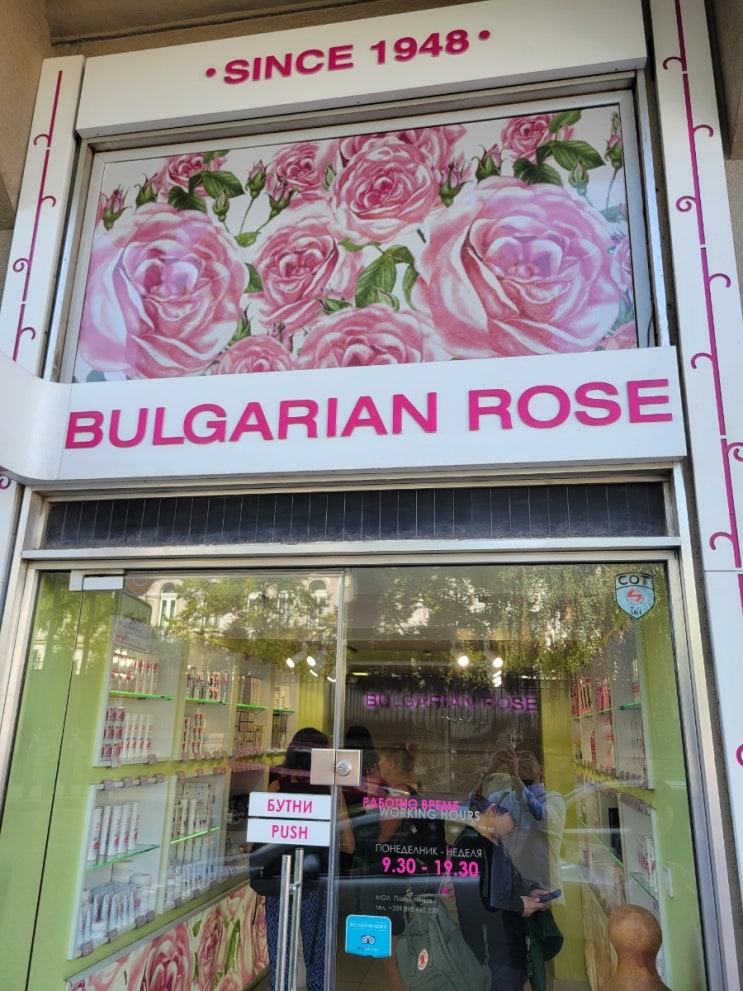 • SINCE 1948 •
BULGARIAN ROSE
СОТ
BULGARIAN ROSE
БУТНИ
PUSH
РАБОТНО ВРЕМЕ
WORKING HOURS
ПОНЕДЕЛНИК - НЕДЕЛЯ
9.30 - 19.30
RECOMMENDED